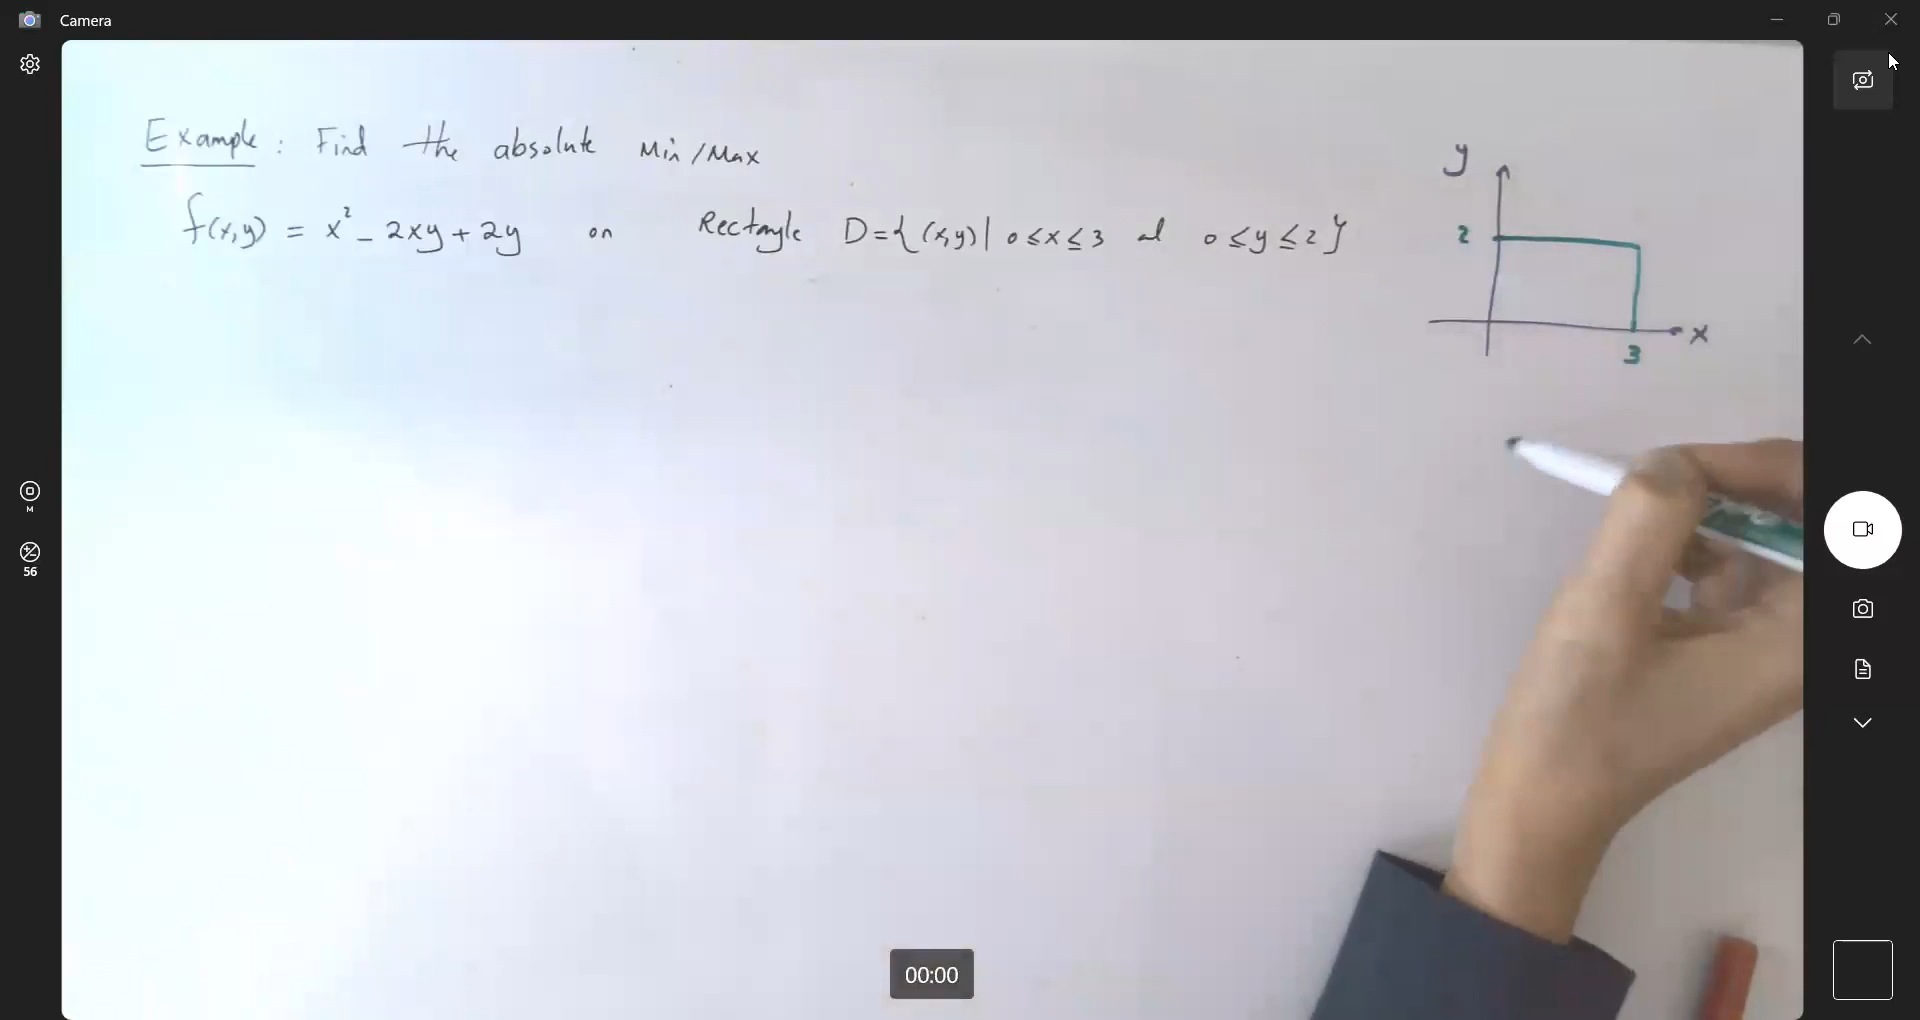 Camera
Example: Find the absolute Min/Max
f(x,y) = x² - 2xy + 2y on Rectangle D={(x,y)| 0≤x≤3 al 0≤y≤2}
y
2
x
3
M
56
00:00